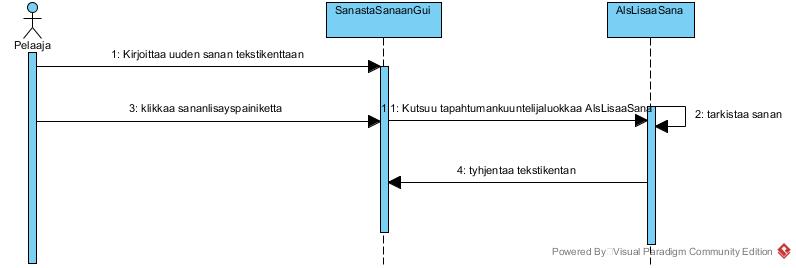 SanastaSanaanGui
AlsLisaaSana
Pelaaja
1: Kirjoittaa uuden sanan tekstikenttaan
3: klikkaa sananlisayspainiketta
1.1: Kutsuu tapahtumankuuntelijaluokkaa AlsLisaaSana
2: tarkistaa sanan
4: tyhjentaa tekstikentan
Powered By Visual Paradigm Community Edition